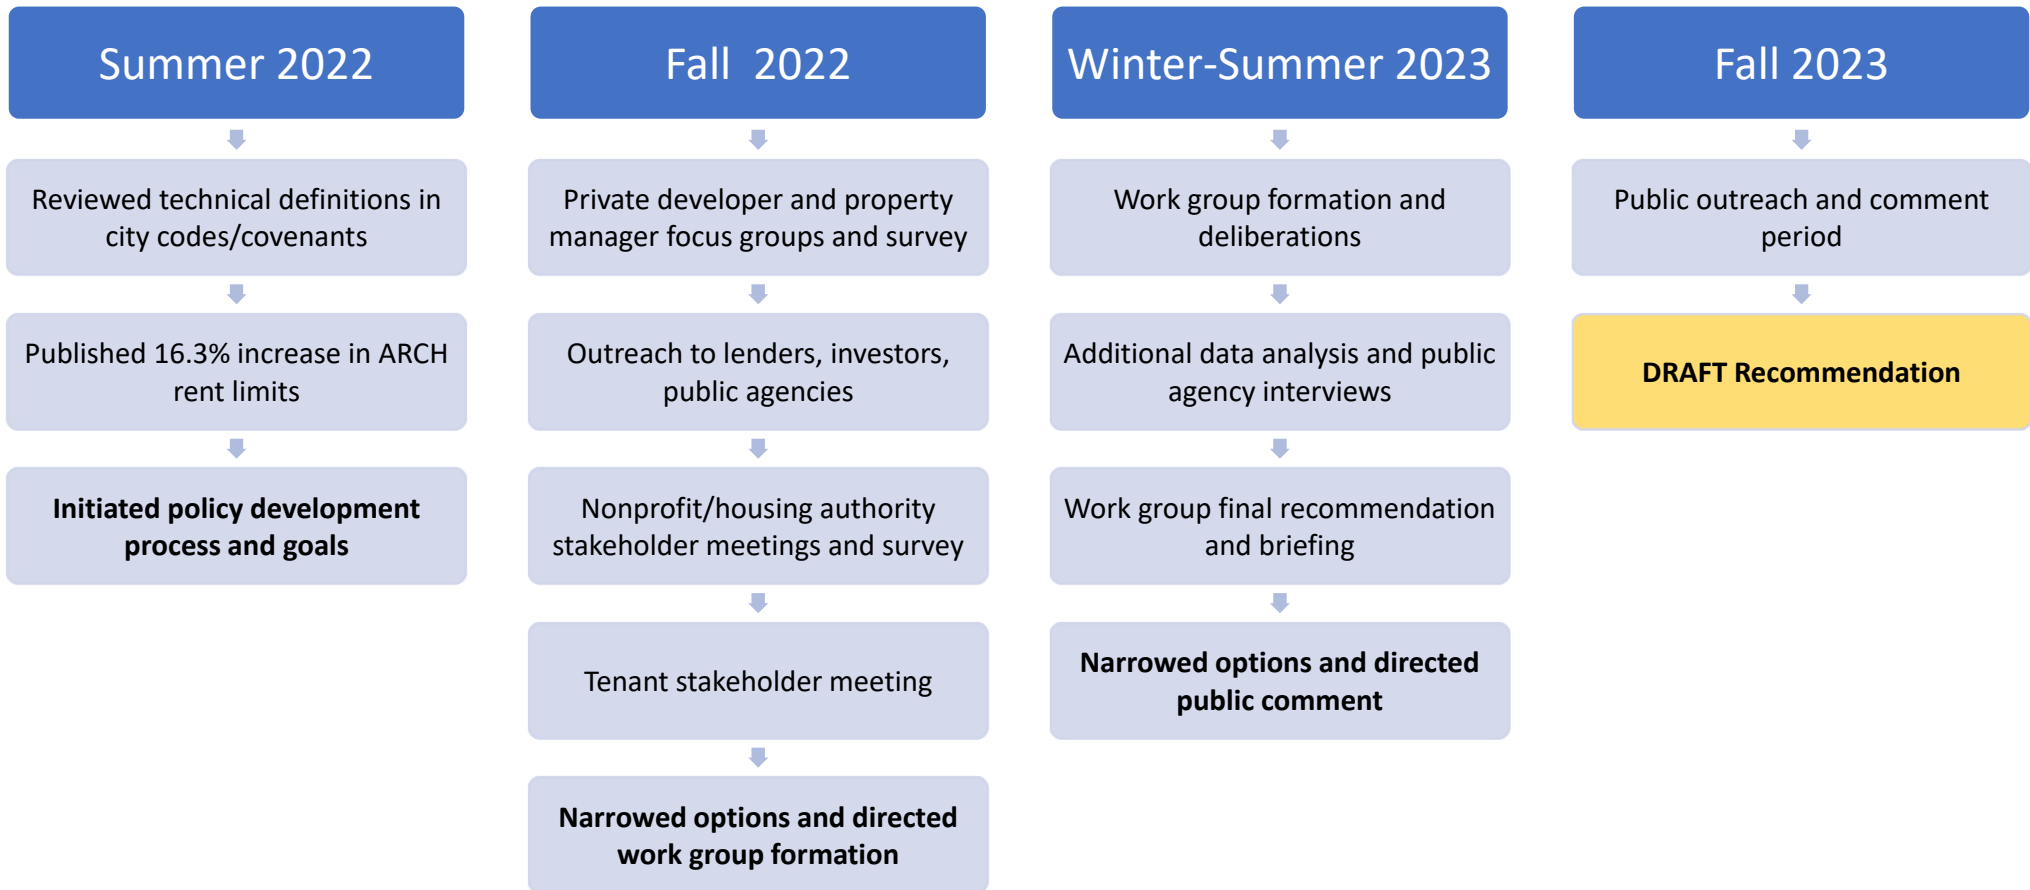 Summer 2022
Reviewed technical definitions in
city codes/covenants
Published 16.3% increase in ARCH
rent limits
Initiated policy development
process and goals
Fall 2022
Private developer and property
manager focus groups and survey
Outreach to lenders, investors,
public agencies
Nonprofit/housing authority
stakeholder meetings and survey
Tenant stakeholder meeting
Narrowed options and directed
work group formation
Winter-Summer 2023
Work group formation and
deliberations
Additional data analysis and public
agency interviews
Work group final recommendation
and briefing
Narrowed options and directed
public comment
Fall 2023
Public outreach and comment
period
DRAFT Recommendation